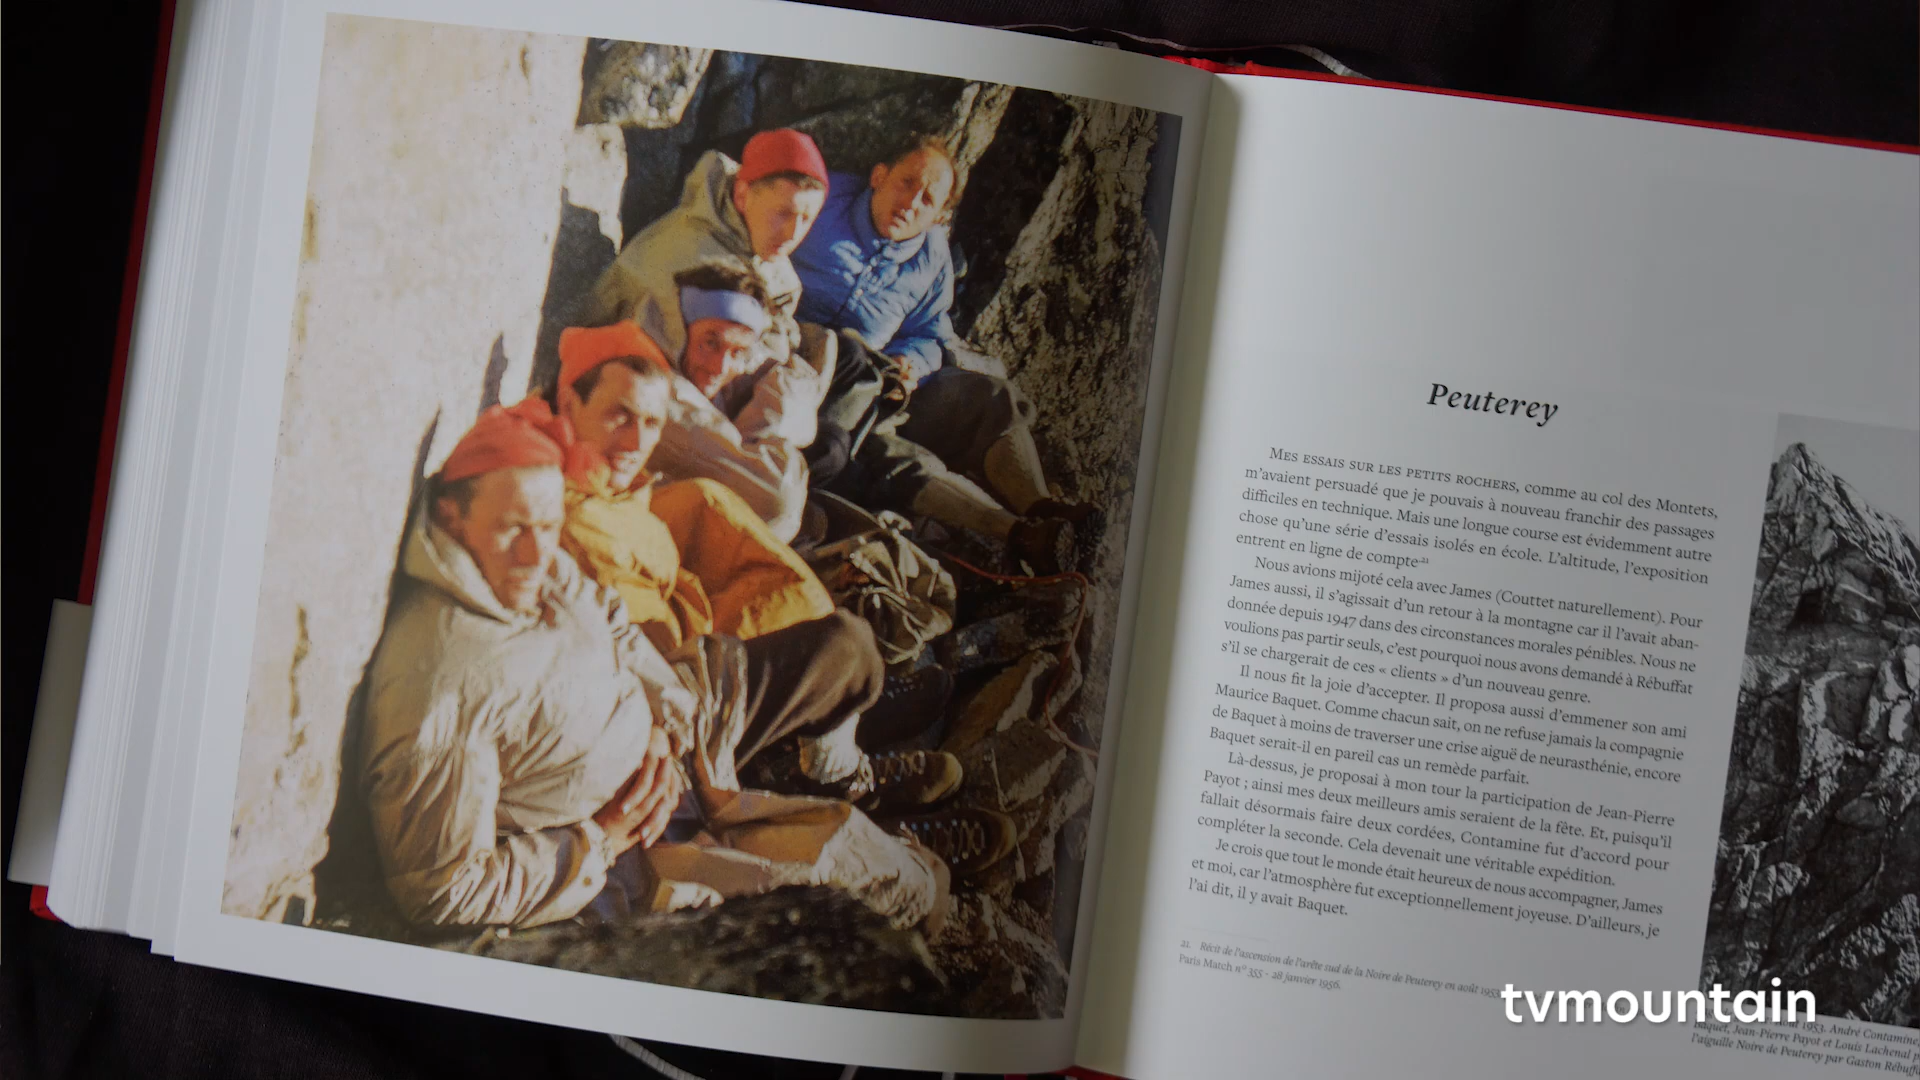 Peuterey
Mes essais sur les petits rochers, comme au col des Montets,
m'avaient persuadé que je pouvais à nouveau franchir des passages
difficiles en technique. Mais une longue course est évidemment autre
chose qu'une série d'essais isolés en école. L'altitude, l'exposition
entrent en ligne de compte²¹
Nous avions mijoté cela avec James (Couttet naturellement). Pour
James aussi, il s'agissait d'un retour à la montagne car il l'avait aban-
donnée depuis 1947 dans des circonstances morales pénibles. Nous ne
voulions pas partir seuls, c'est pourquoi nous avons demandé à Rébuffat
s'il se chargerait de ces « clients » d'un nouveau genre.
Il nous fit la joie d'accepter. Il proposa aussi d'emmener son ami
Maurice Baquet. Comme chacun sait, on ne refuse jamais la compagnie
de Baquet à moins de traverser une crise aiguë de neurasthénie, encore
Baquet serait-il en pareil cas un remède parfait.
Là-dessus, je proposai à mon tour la participation de Jean-Pierre
Payot ; ainsi mes deux meilleurs amis seraient de la fête. Et, puisqu'il
fallait désormais faire deux cordées, Contamine fut d'accord pour
compléter la seconde. Cela devenait une véritable expédition.
Je crois que tout le monde était heureux de nous accompagner, James
et moi, car l'atmosphère fut exceptionnellement joyeuse. D'ailleurs, je
l'ai dit, il y avait Baquet.
21. Récit de l'ascension de l'arête sud de la Noire de Peuterey en août 1953
Paris Match n° 355 - 28 janvier 1956.
1953. André Contamine,
Baquet, Jean-Pierre Payot et Louis Lachenal
l'aiguille Noire de Peuterey par Gaston Rébuffa
tvmountain